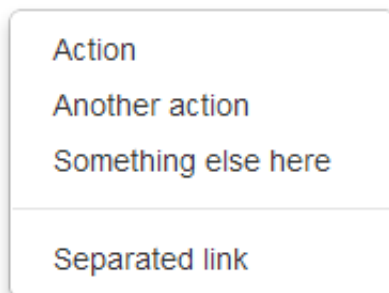 Action
Another action
Something else here
Separated link